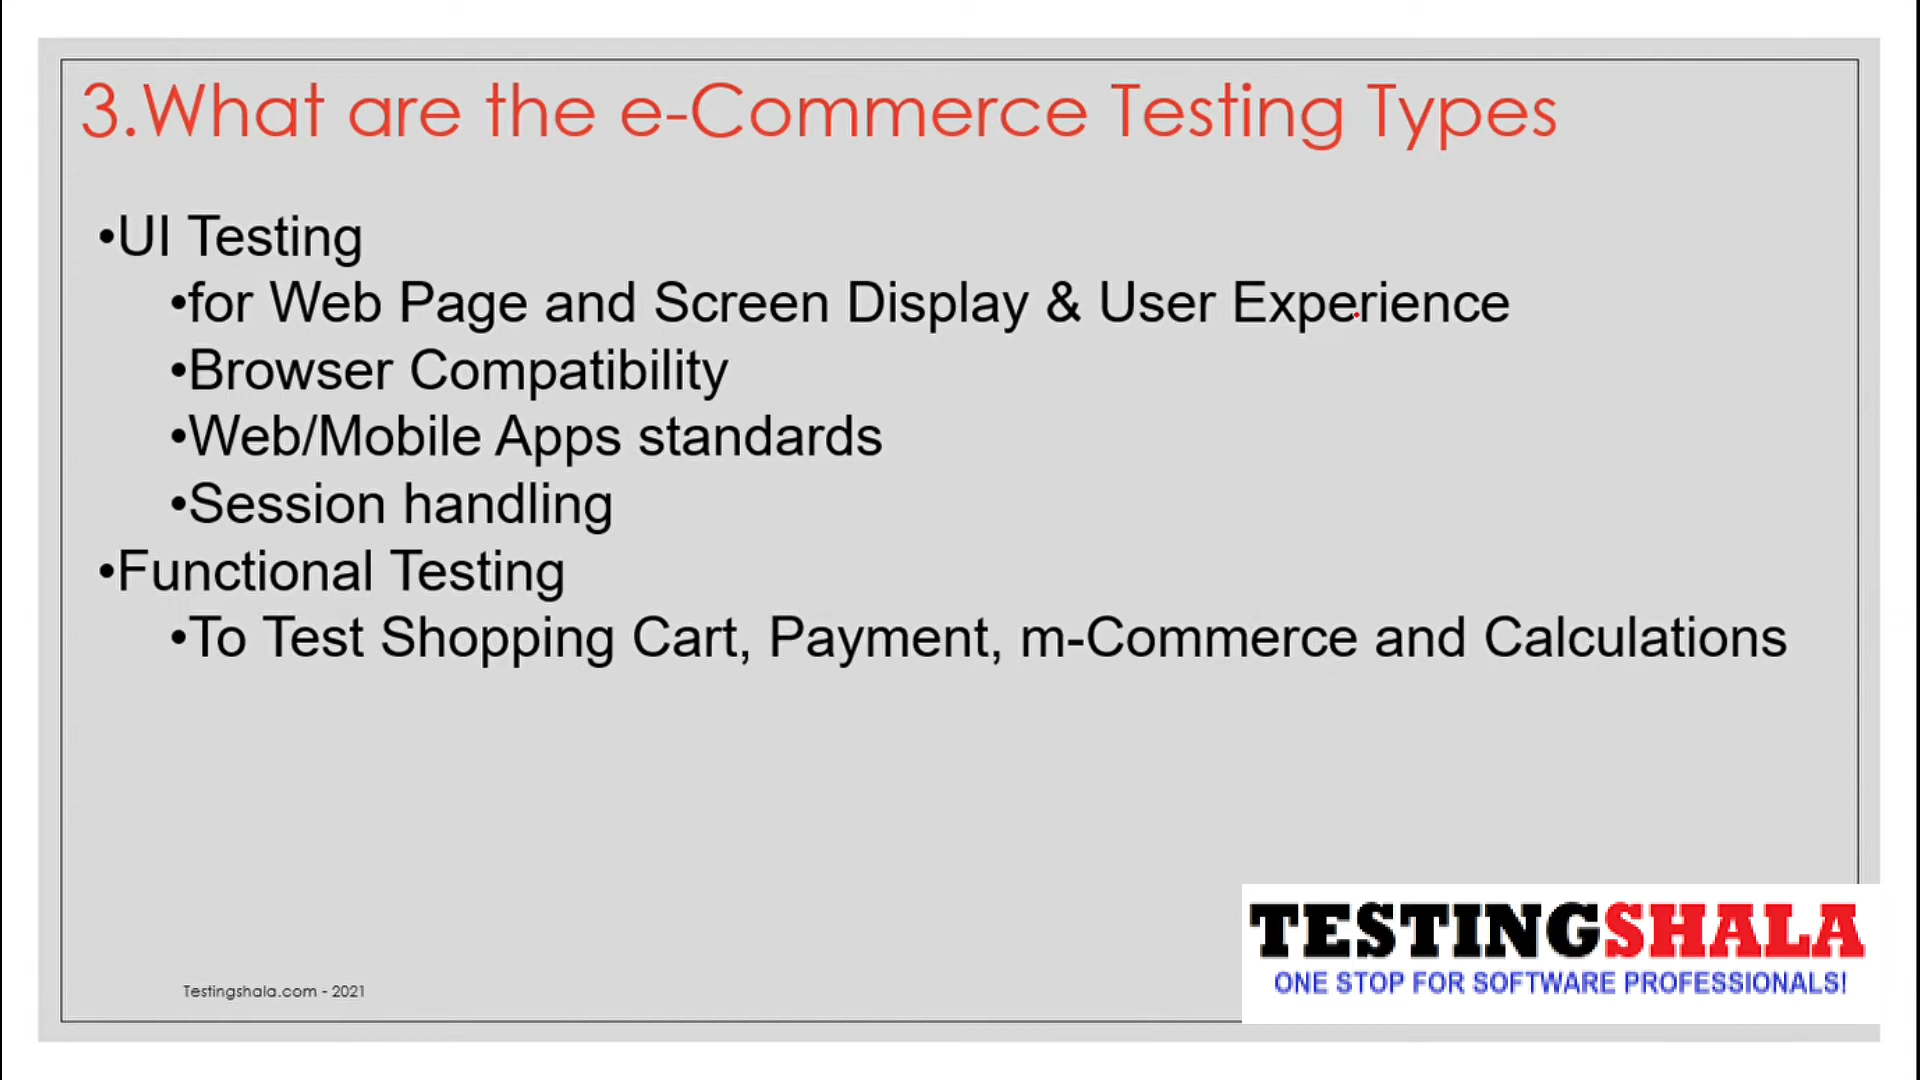 3.What are the e-Commerce Testing Types
•UI Testing
•for Web Page and Screen Display & User Experience
•Browser Compatibility
•Web/Mobile Apps standards
•Session handling
•Functional Testing
•To Test Shopping Cart, Payment, m-Commerce and Calculations
TESTINGSHALA
ONE STOP FOR SOFTWARE PROFESSIONALS!
Testingshala.com - 2021